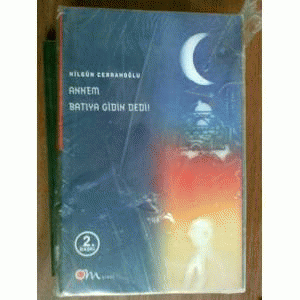 NİLGÜN CERRAHOĞLU
ANNEM
BATIYA GİDİN DEDİ!
2.
BASKI
om